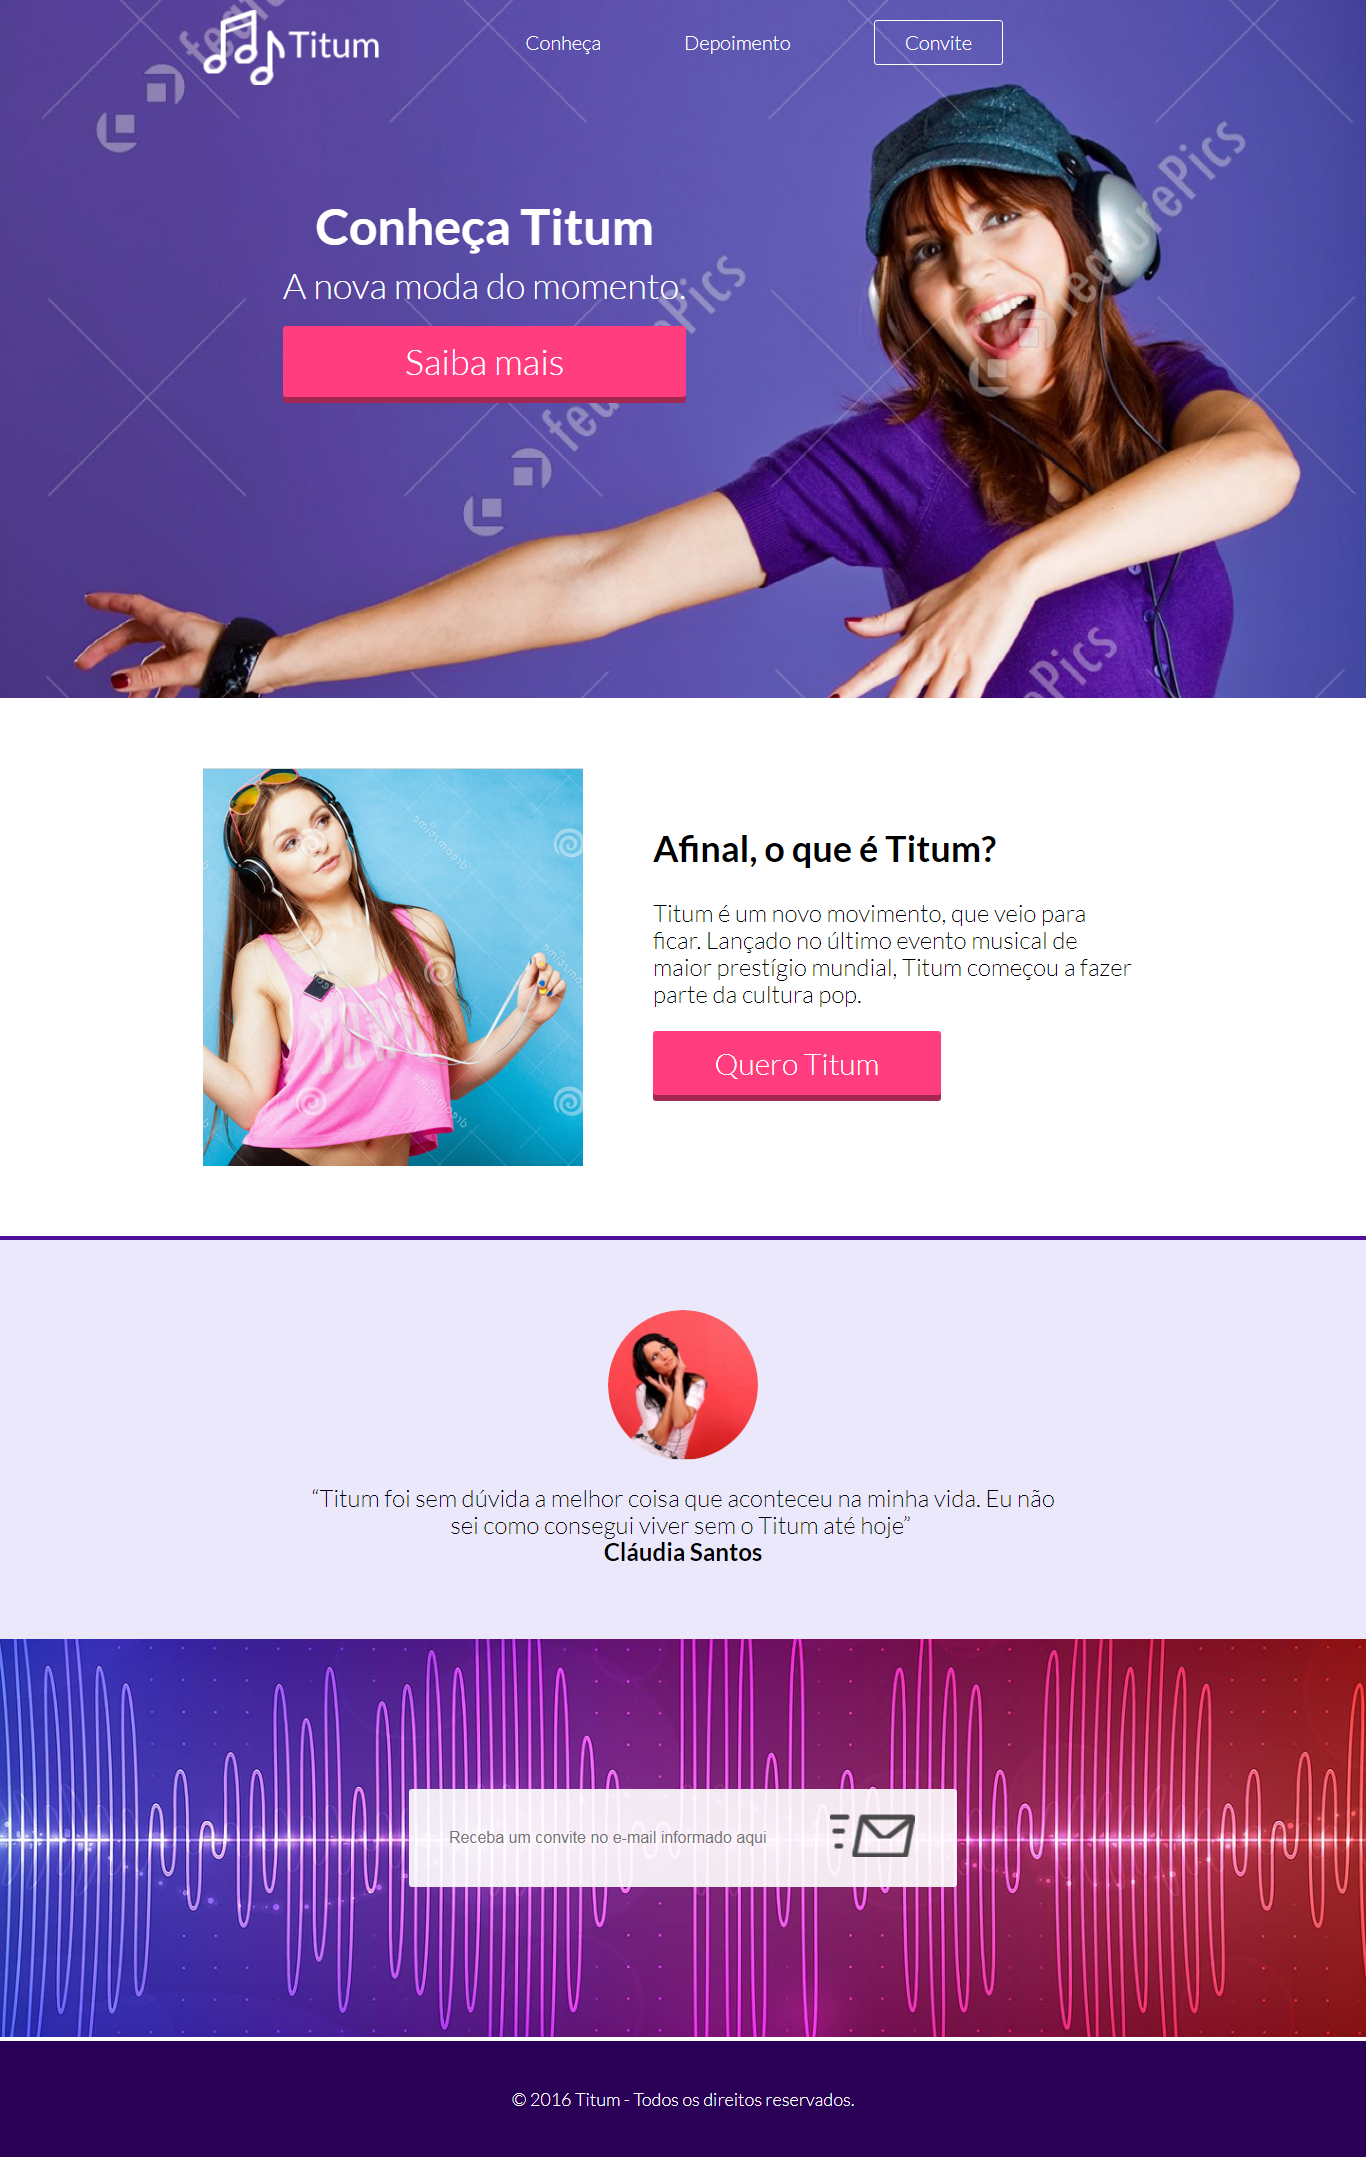 Titum
Conheça
Depoimento
Convite
featurePics
Conheça Titum
A nova moda do momento.
Saiba mais
Afinal, o que é Titum?
Titum é um novo movimento, que veio para
ficar. Lançado no último evento musical de
maior prestígio mundial, Titum começou a fazer
parte da cultura pop.
Quero Titum
“Titum foi sem dúvida a melhor coisa que aconteceu na minha vida. Eu não
sei como consegui viver sem o Titum até hoje”
Cláudia Santos
Receba um convite no e-mail informado aqui
© 2016 Titum - Todos os direitos reservados.